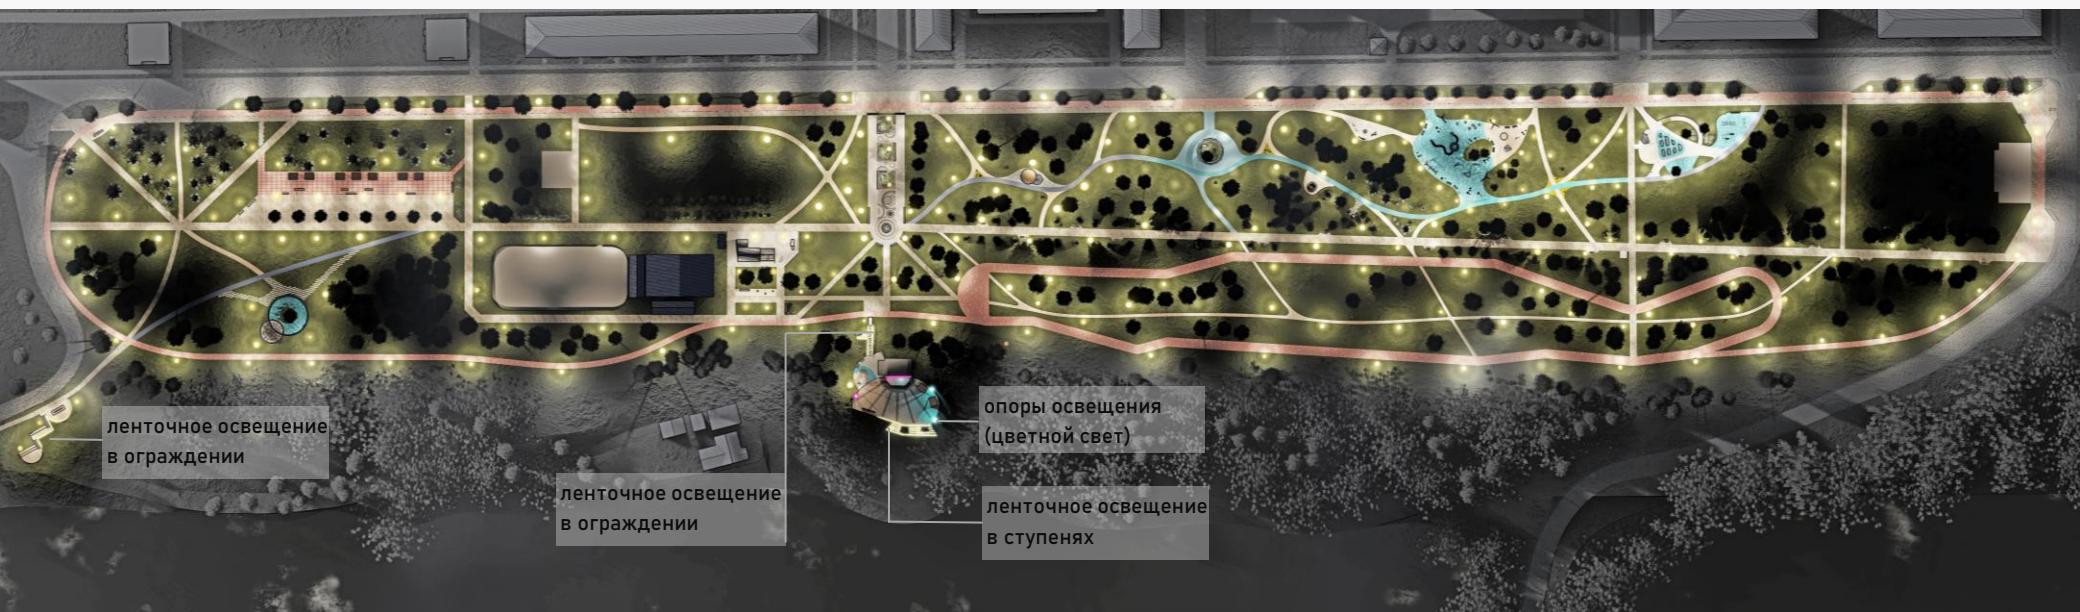 ленточное освещение
в ограждении
ленточное освещение
в ограждении
опоры освещения
(цветной свет)
ленточное освещение
в ступенях